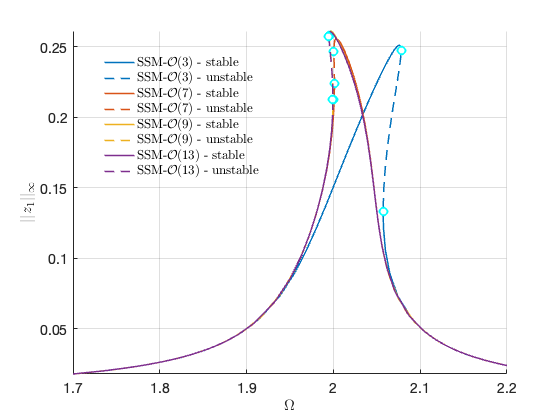 0.25
0.2
0.15
0.1
0.05
||z₁||∞
SSM-𝒪(3) - stable
SSM-𝒪(3) - unstable
SSM-𝒪(7) - stable
SSM-𝒪(7) - unstable
SSM-𝒪(9) - stable
SSM-𝒪(9) - unstable
SSM-𝒪(13) - stable
SSM-𝒪(13) - unstable
1.7 1.8 1.9 2 2.1 2.2
Ω